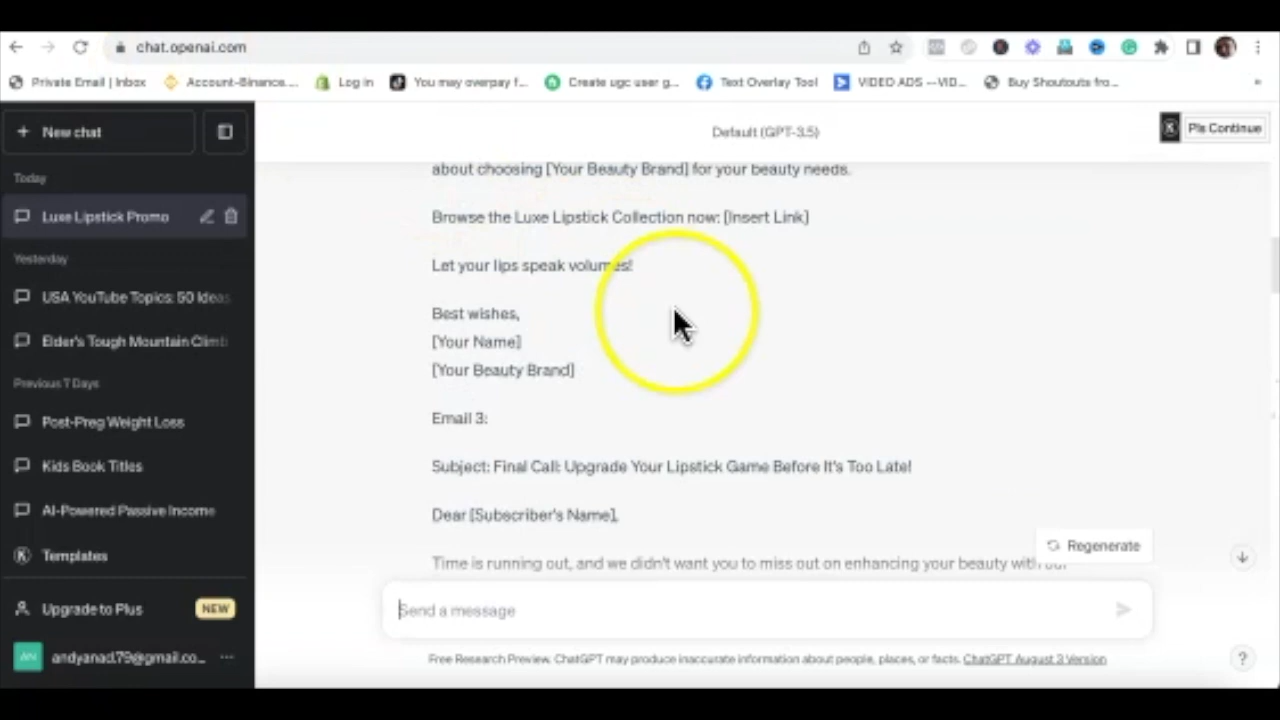 chat.openai.com
Private Email | Inbox
Account-Binance....
Log in
You may overpay f...
Create ugc user g...
Text Overlay Tool
VIDEO ADS ---VID...
Buy Shoutouts fro...
»
+ New chat
Default (GPT-3.5)
Pls Continue
Today
Luxe Lipstick Promo
Yesterday
USA YouTube Topics: 50 Ideas
Elder's Tough Mountain Climb
Previous 7 Days
Post-Preg Weight Loss
Kids Book Titles
AI-Powered Passive Income
Templates
Upgrade to Plus
NEW
AN
andyanad.79@gmail.co...
about choosing [Your Beauty Brand] for your beauty needs.
Browse the Luxe Lipstick Collection now: [Insert Link]
Let your lips speak volumes!
Best wishes,
[Your Name]
[Your Beauty Brand]
Email 3:
Subject: Final Call: Upgrade Your Lipstick Game Before It's Too Late!
Dear [Subscriber's Name],
Time is running out, and we didn't want you to miss out on enhancing your beauty with our
Regenerate
Send a message
Free Research Preview. ChatGPT may produce inaccurate information about people, places, or facts. ChatGPT August 3 Version
?